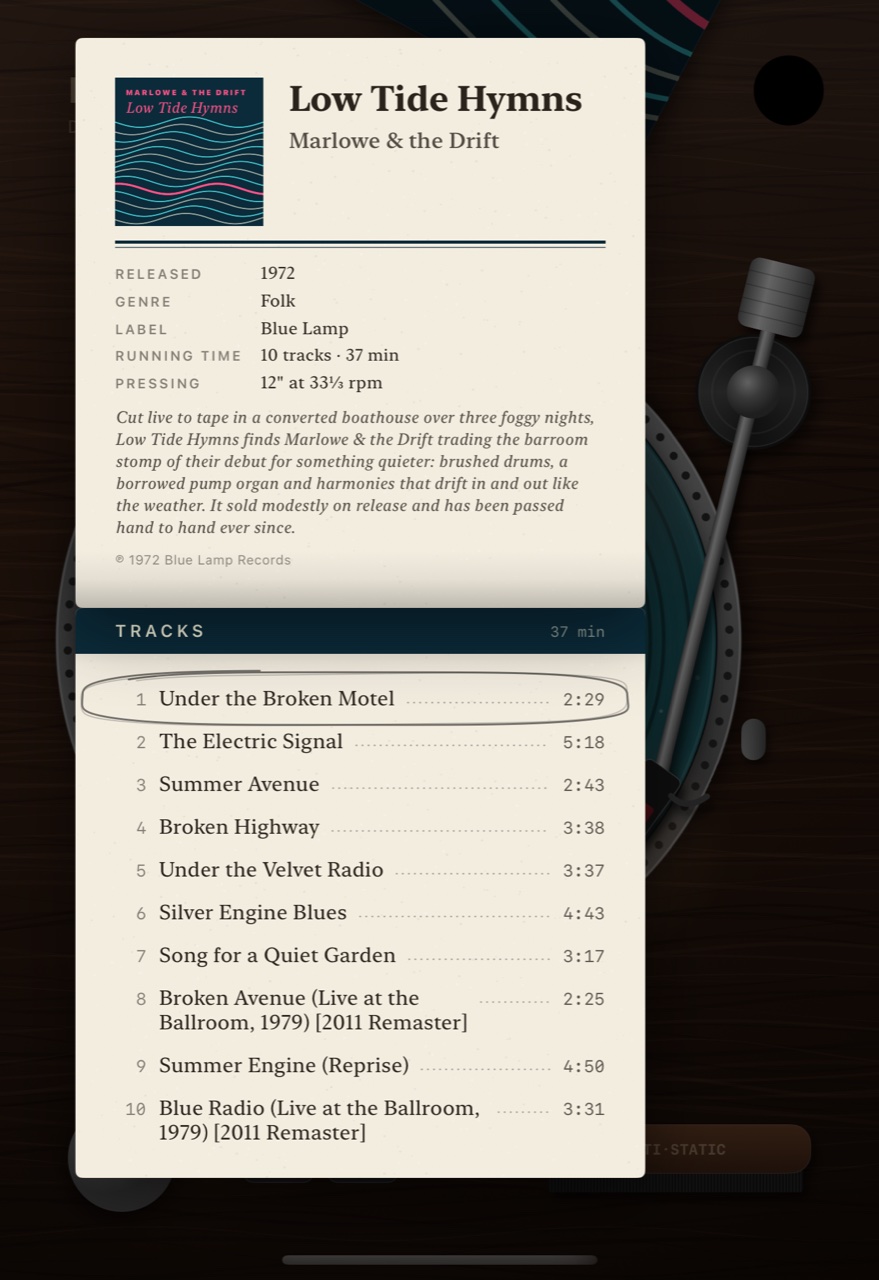 MARLOWE & THE DRIFT
Low Tide Hymns
Low Tide Hymns
Marlowe & the Drift
RELEASED 1972
GENRE Folk
LABEL Blue Lamp
RUNNING TIME 10 tracks · 37 min
PRESSING 12" at 33⅓ rpm
Cut live to tape in a converted boathouse over three foggy nights,
Low Tide Hymns finds Marlowe & the Drift trading the barroom
stomp of their debut for something quieter: brushed drums, a
borrowed pump organ and harmonies that drift in and out like
the weather. It sold modestly on release and has been passed
hand to hand ever since.
℗ 1972 Blue Lamp Records
TRACKS 37 min
1 Under the Broken Motel 2:29
2 The Electric Signal 5:18
3 Summer Avenue 2:43
4 Broken Highway 3:38
5 Under the Velvet Radio 3:37
6 Silver Engine Blues 4:43
7 Song for a Quiet Garden 3:17
8 Broken Avenue (Live at the 2:25
Ballroom, 1979) [2011 Remaster]
9 Summer Engine (Reprise) 4:50
10 Blue Radio (Live at the Ballroom, 3:31
1979) [2011 Remaster]
TI-STATIC